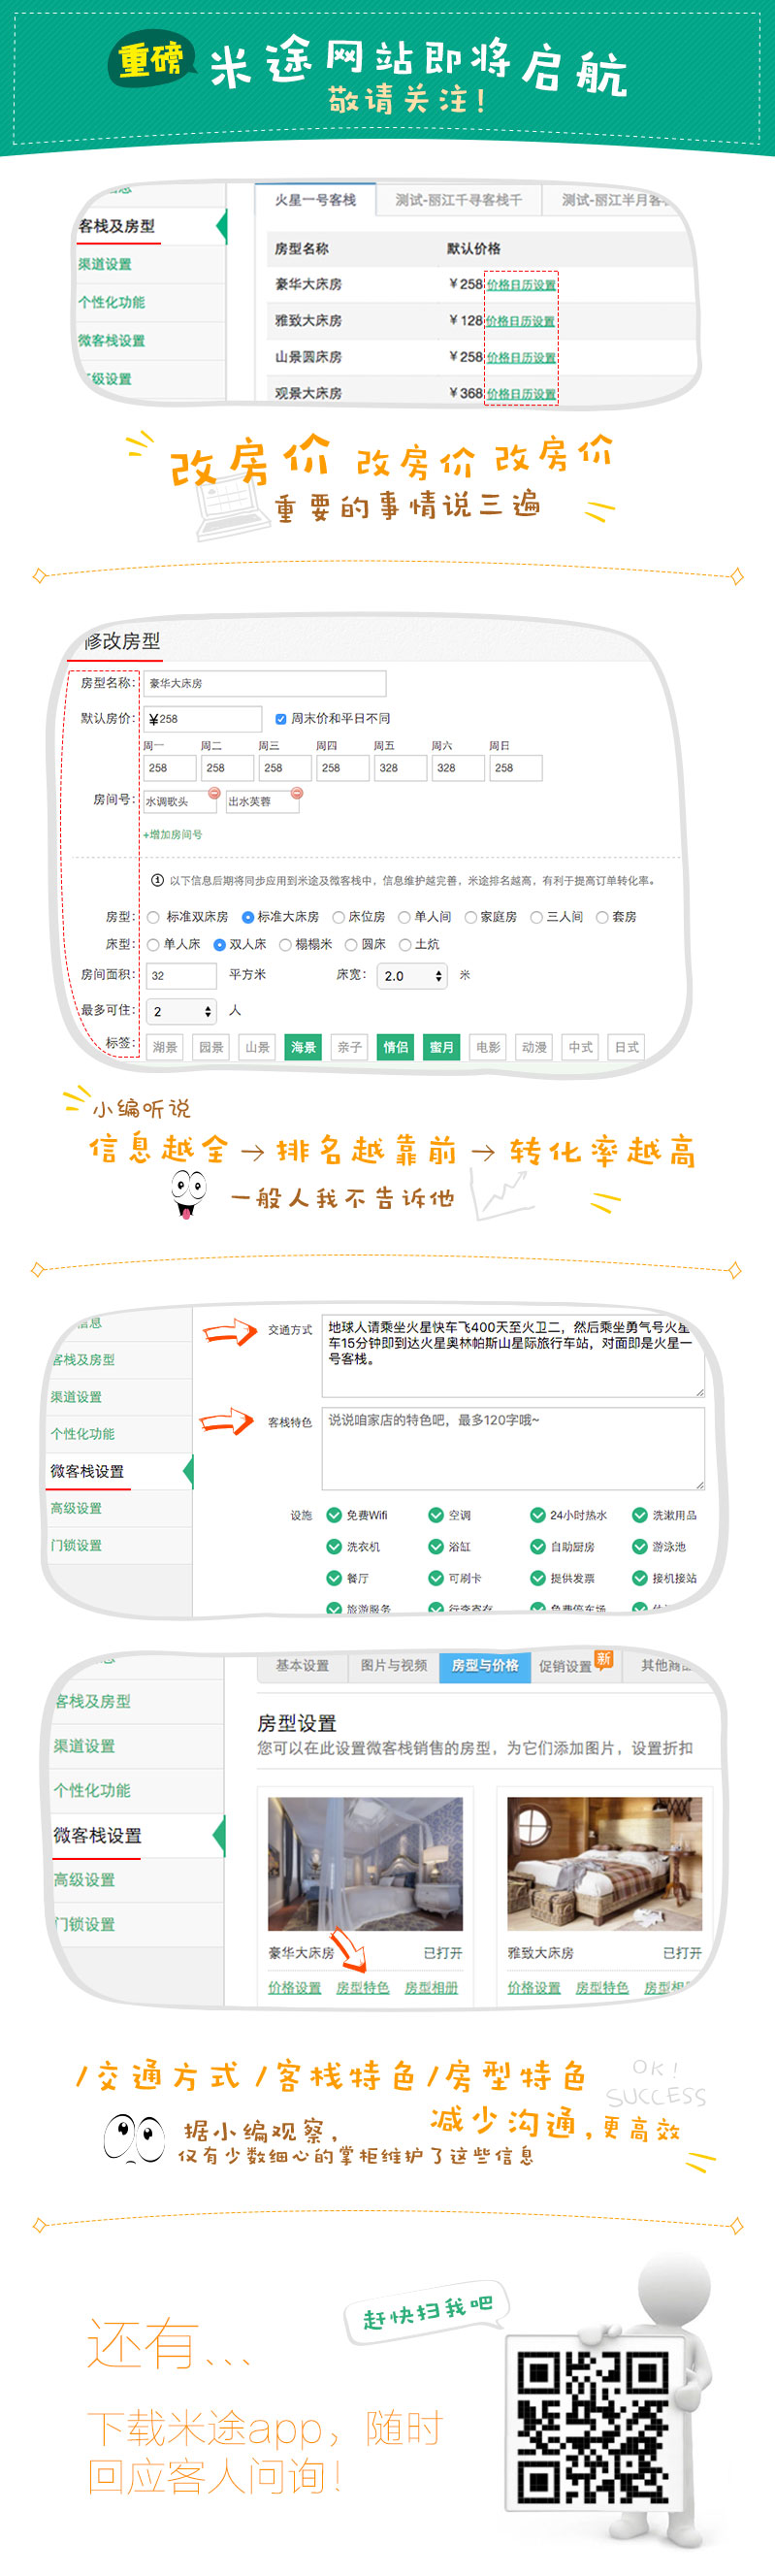 重磅
米途网站即将启航
敬请关注！
客栈及房型
渠道设置
个性化功能
微客栈设置
级设置
火星一号客栈 测试-丽江千寻客栈千 测试-丽江半月客
房型名称 默认价格
豪华大床房 ¥258 价格日历设置
雅致大床房 ¥128 价格日历设置
山景圆床房 ¥258 价格日历设置
观景大床房 ¥368 价格日历设置
改房价 改房价 改房价
重要的事情说三遍
修改房型
房型名称: 豪华大床房
默认房价: ¥258 周末价和平日不同
周一 周二 周三 周四 周五 周六 周日
258 258 258 258 328 328 258
房间号: 水调歌头 出水芙蓉
+增加房间号
以下信息后期将同步应用到米途及微客栈中，信息维护越完善，米途排名越高，有利于提高订单转化率。
房型: 标准双床房 标准大床房 床位房 单人间 家庭房 三人间 套房
床型: 单人床 双人床 榻榻米 圆床 土炕
房间面积: 32 平方米 床宽: 2.0 米
最多可住: 2 人
标签: 湖景 园景 山景 海景 亲子 情侣 蜜月 电影 动漫 中式 日式
小编听说
信息越全→排名越靠前→转化率越高
一般人我不告诉他
信息
客栈及房型
渠道设置
个性化功能
微客栈设置
高级设置
门锁设置
交通方式
地球人请乘坐火星快车飞400天至火卫二，然后乘坐勇气号火星
车15分钟即到达火星奥林帕斯山星际旅行车站，对面即是火星一
号客栈。
客栈特色 说说咱家店的特色吧，最多120字哦~
设施 免费Wifi 空调 24小时热水 洗漱用品
洗衣机 浴缸 自助厨房 游泳池
餐厅 可刷卡 提供发票 接机接站
旅游服务 行李寄存 免费停车场
客栈及房型
渠道设置
个性化功能
微客栈设置
高级设置
门锁设置
基本设置 图片与视频 房型与价格 促销设置 新 其他商品
房型设置
您可以在此设置微客栈销售的房型，为它们添加图片，设置折扣
豪华大床房 已打开 雅致大床房 已打开
价格设置 房型特色 房型相册 价格设置 房型特色 房型相册
/交通方式/客栈特色/房型特色
OK!
SUCCESS
减少沟通,更高效
据小编观察,
仅有少数细心的掌柜维护了这些信息
赶快扫我吧
还有...
下载米途app，随时
回应客人问询！